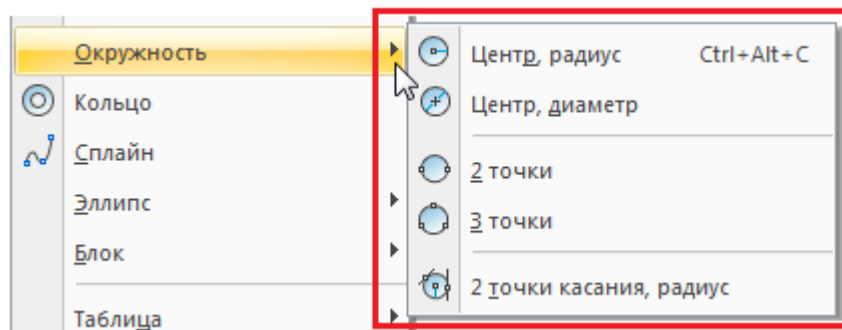 Окружность
Кольцо
Сплайн
Эллипс
Блок
Таблица
Центр, радиус Ctrl+Alt+C
Центр, диаметр
2 точки
3 точки
2 точки касания, радиус